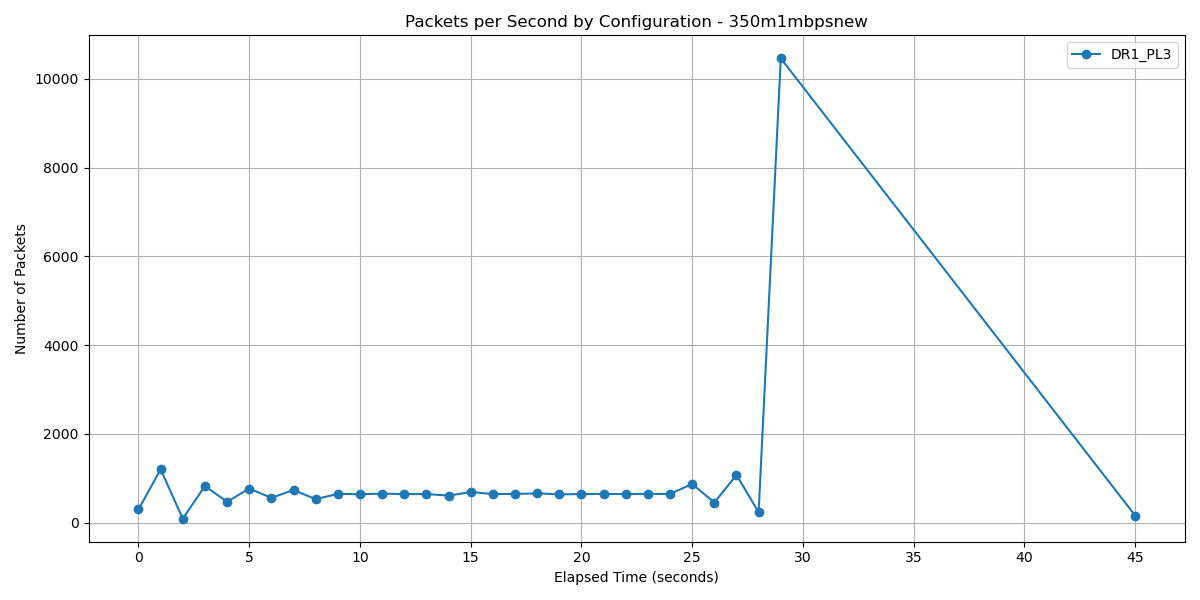 Packets per Second by Configuration - 350m1mbpsnew
DR1_PL3
10000
8000
6000
4000
2000
0
Number of Packets
0 5 10 15 20 25 30 35 40 45
Elapsed Time (seconds)